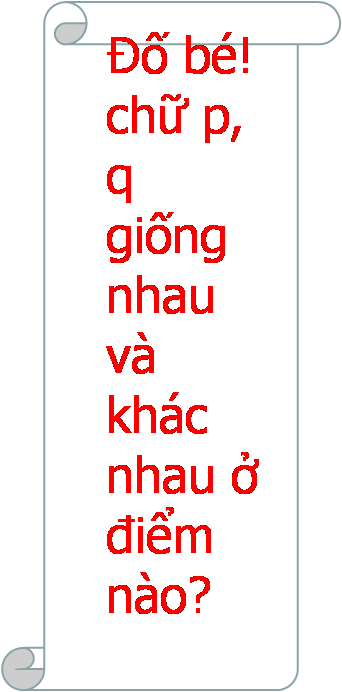 Đố bé!
chữ p,
q
giống
nhau
và
khác
nhau ở
điểm
nào?